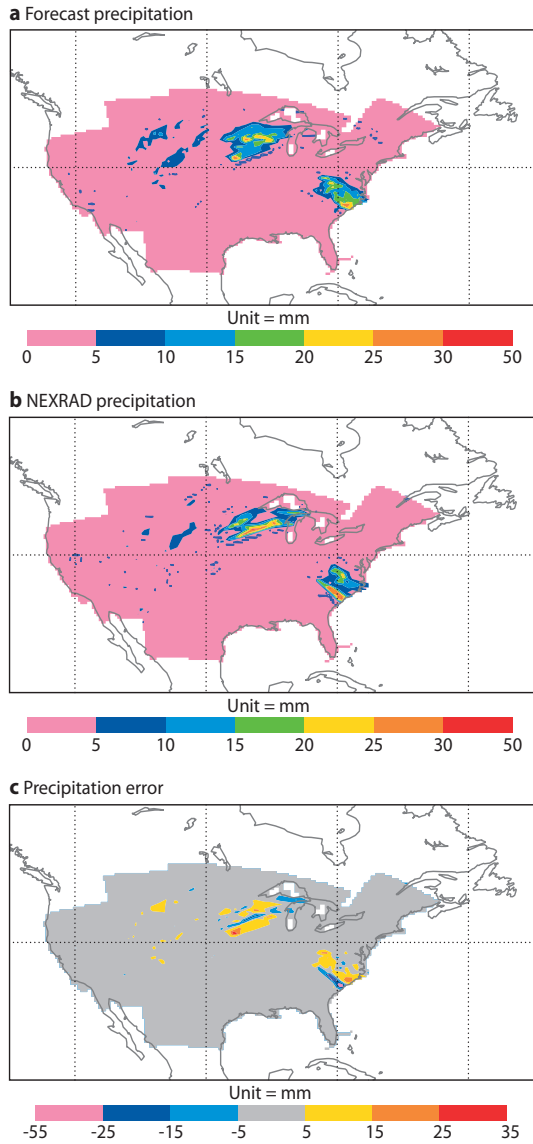 a Forecast precipitation
Unit = mm
0 5 10 15 20 25 30 50
b NEXRAD precipitation
Unit = mm
0 5 10 15 20 25 30 50
c Precipitation error
Unit = mm
-55 -25 -15 -5 5 15 25 35